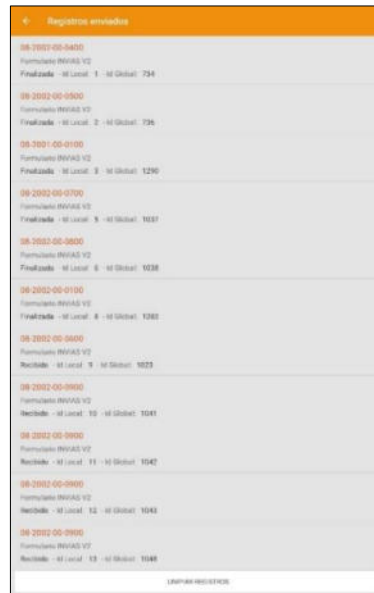 ← Registros enviados
08-2002-00-0400
Formulario INVIAS V2
Finalizada - Id Local: 1 - Id Global: 734
08-2002-00-0500
Formulario INVIAS V2
Finalizada - Id Local: 2 - Id Global: 736
08-2001-00-0100
Formulario INVIAS V2
Finalizada - Id Local: 3 - Id Global: 1290
08-2002-00-0700
Formulario INVIAS V2
Finalizada - Id Local: 5 - Id Global: 1037
08-2002-00-0800
Formulario INVIAS V2
Finalizada - Id Local: 6 - Id Global: 1038
08-2002-00-0100
Formulario INVIAS V2
Finalizada - Id Local: 8 - Id Global:
08-2002-00-0600
Formulario INVIAS V2
Recibido - Id Local: 9 - Id Global: 1023
08-2002-00-0900
Formulario INVIAS V2
Recibido - Id Local: 10 - Id Global: 1041
08-2002-00-0900
Formulario INVIAS V2
Recibido - Id Local: 11 - Id Global: 1042
08-2002-00-0900
Formulario INVIAS V2
Recibido - Id Local: 12 - Id Global: 1043
08-2002-00-0900
Formulario INVIAS V2
Recibido - Id Local: 13 - Id Global: 1048
LIMPIAR REGISTROS